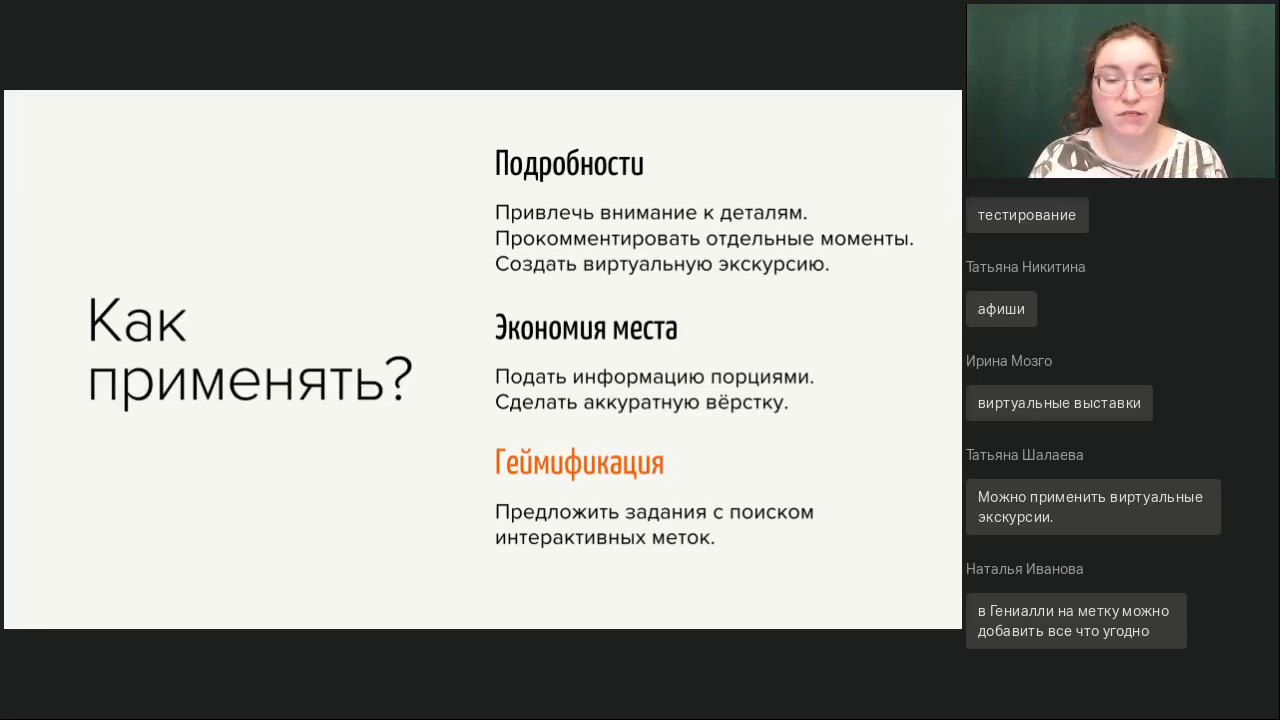 Как
применять?
Подробности
Привлечь внимание к деталям.
Прокомментировать отдельные моменты.
Создать виртуальную экскурсию.
Экономия места
Подать информацию порциями.
Сделать аккуратную вёрстку.
Геймификация
Предложить задания с поиском
интерактивных меток.
тестирование
Татьяна Никитина
афиши
Ирина Мозго
виртуальные выставки
Татьяна Шалаева
Можно применить виртуальные
экскурсии.
Наталья Иванова
в Гениалли на метку можно
добавить все что угодно